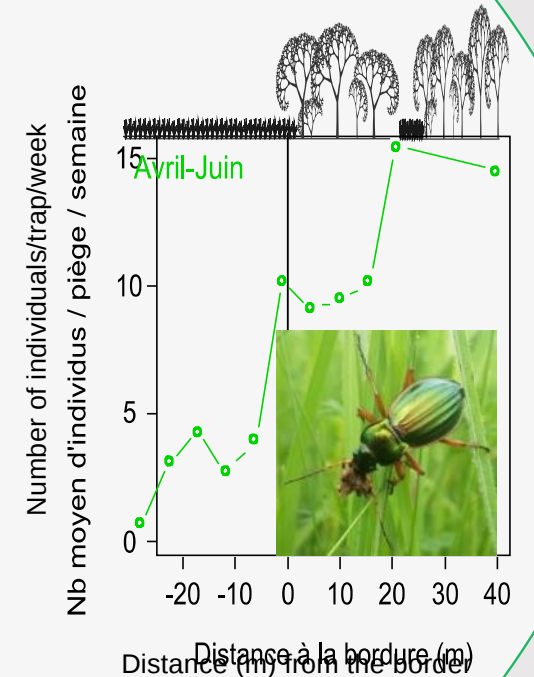 Number of individuals/trap/week
Nb moyen d'individus / piège / semaine
Avril-Juin
15
10
5
0
-20 -10 0 10 20 30 40
Distance à la bordure (m)
Distance (m) from the border